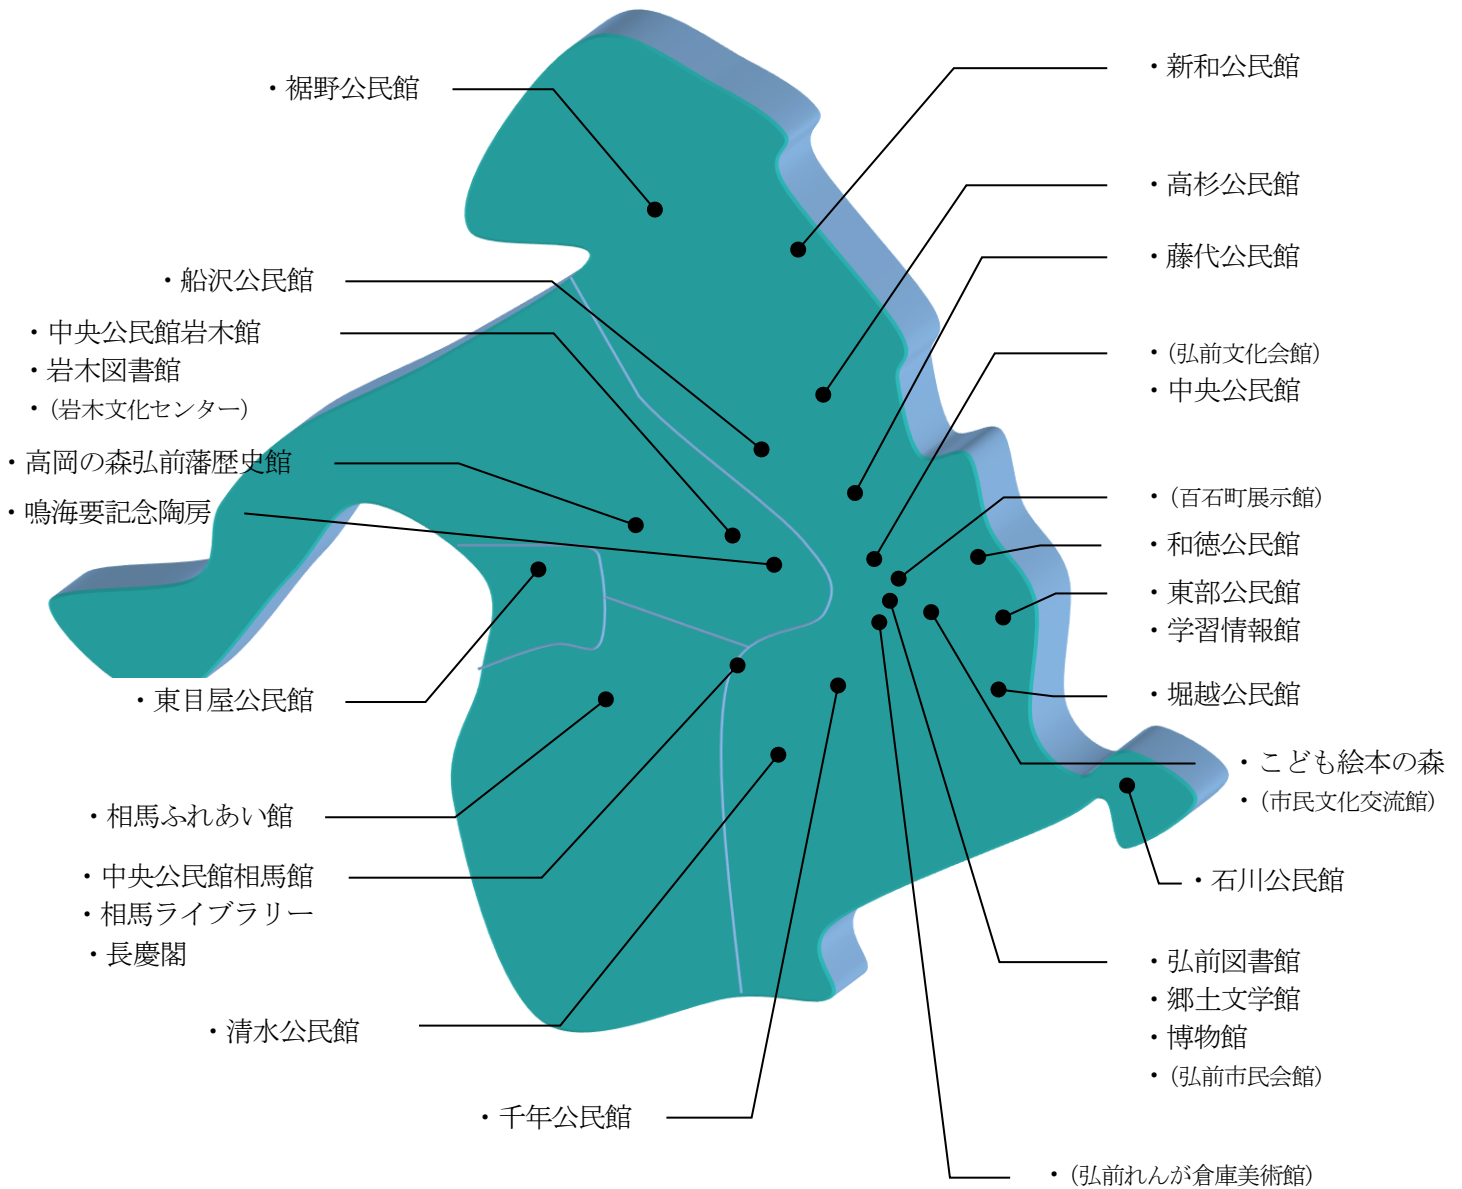 ・裾野公民館
・船沢公民館
・中央公民館岩木館
・岩木図書館
・（岩木文化センター）
・高岡の森弘前藩歴史館
・鳴海要記念陶房
・東目屋公民館
・相馬ふれあい館
・中央公民館相馬館
・相馬ライブラリー
・長慶閣
・清水公民館
・千年公民館
・新和公民館
・高杉公民館
・藤代公民館
・（弘前文化会館）
・中央公民館
・（百石町展示館）
・和徳公民館
・東部公民館
・学習情報館
・堀越公民館
・こども絵本の森
・（市民文化交流館）
・石川公民館
・弘前図書館
・郷土文学館
・博物館
・（弘前市民会館）
・（弘前れんが倉庫美術館）